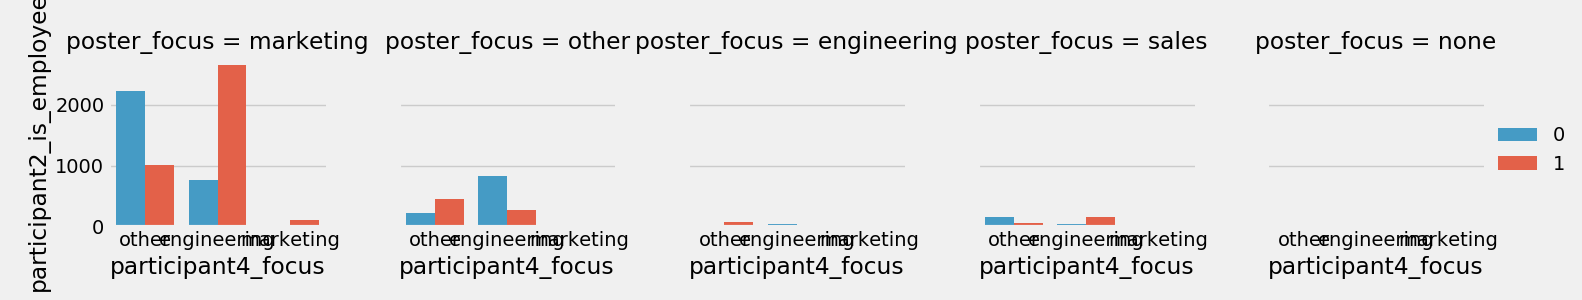 poster_focus = marketing
poster_focus = other
poster_focus = engineering
poster_focus = sales
poster_focus = none
participant2_is_employee
2000
1000
0
other engineering marketing
other engineering marketing
other engineering marketing
other engineering marketing
other engineering marketing
participant4_focus
participant4_focus
participant4_focus
participant4_focus
participant4_focus
0
1